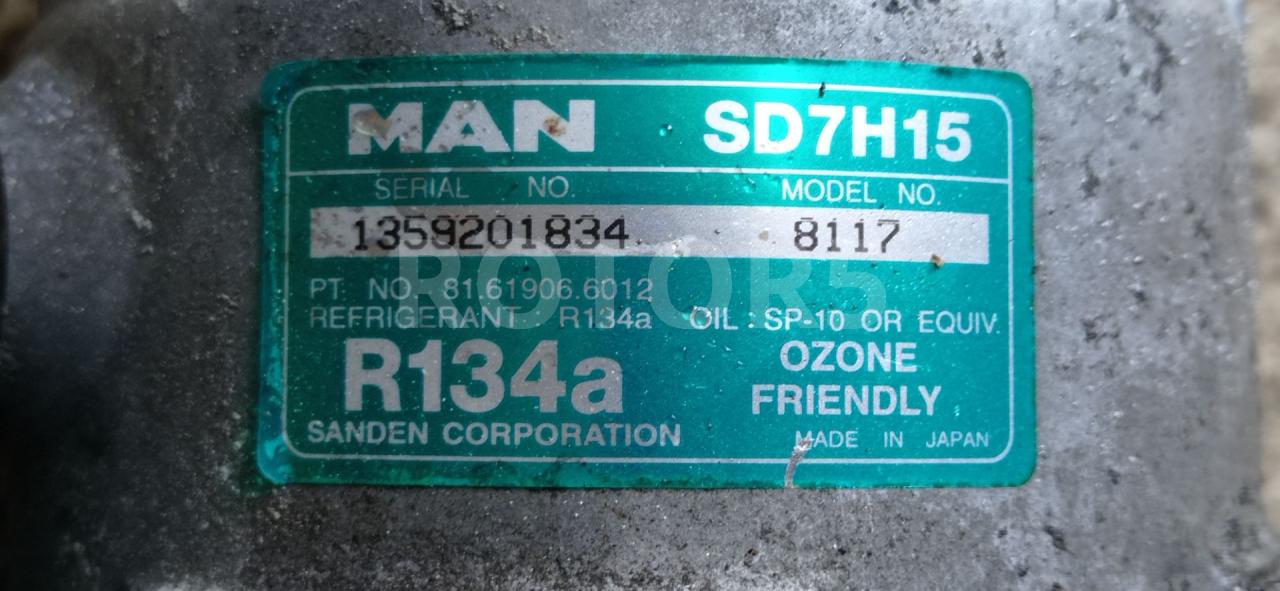 MAN SD7H15
SERIAL NO. MODEL NO.
1359201834 8117
PT NO. 81.61906.6012
REFRIGERANT R134a OIL : SP-10 OR EQUIV.
R134a OZONE FRIENDLY
SANDEN CORPORATION MADE IN JAPAN
ROTOR5